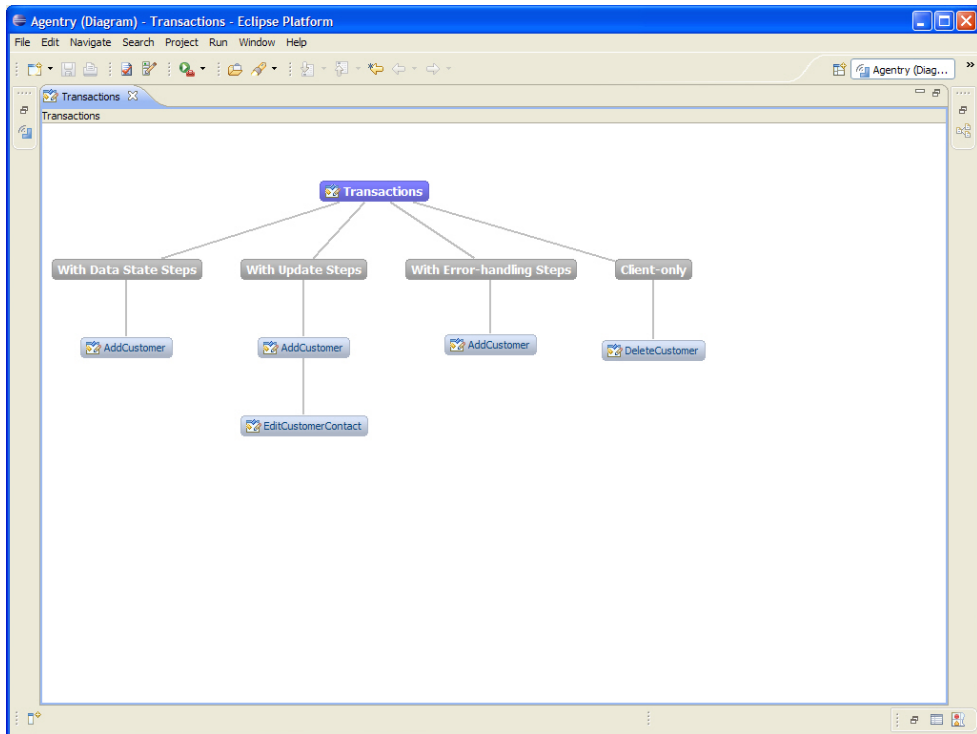 Agentry (Diagram) - Transactions - Eclipse Platform
File Edit Navigate Search Project Run Window Help
Agentry (Diag... »
Transactions
Transactions
Transactions
With Data State Steps With Update Steps With Error-handling Steps Client-only
AddCustomer AddCustomer AddCustomer DeleteCustomer
EditCustomerContact